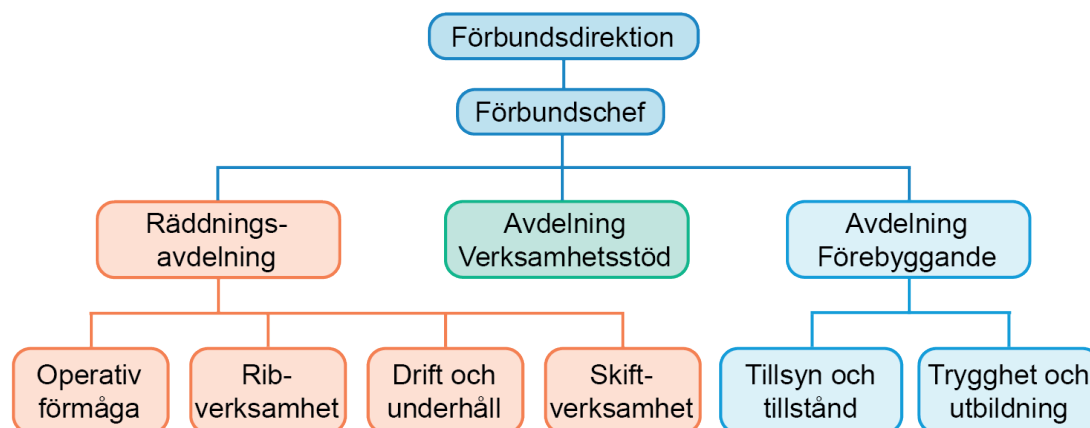 Förbundsdirektion
Förbundschef
Räddnings-
avdelning
Avdelning
Verksamhetsstöd
Avdelning
Förebyggande
Operativ
förmåga
Rib-
verksamhet
Drift och
underhåll
Skift-
verksamhet
Tillsyn och
tillstånd
Trygghet och
utbildning